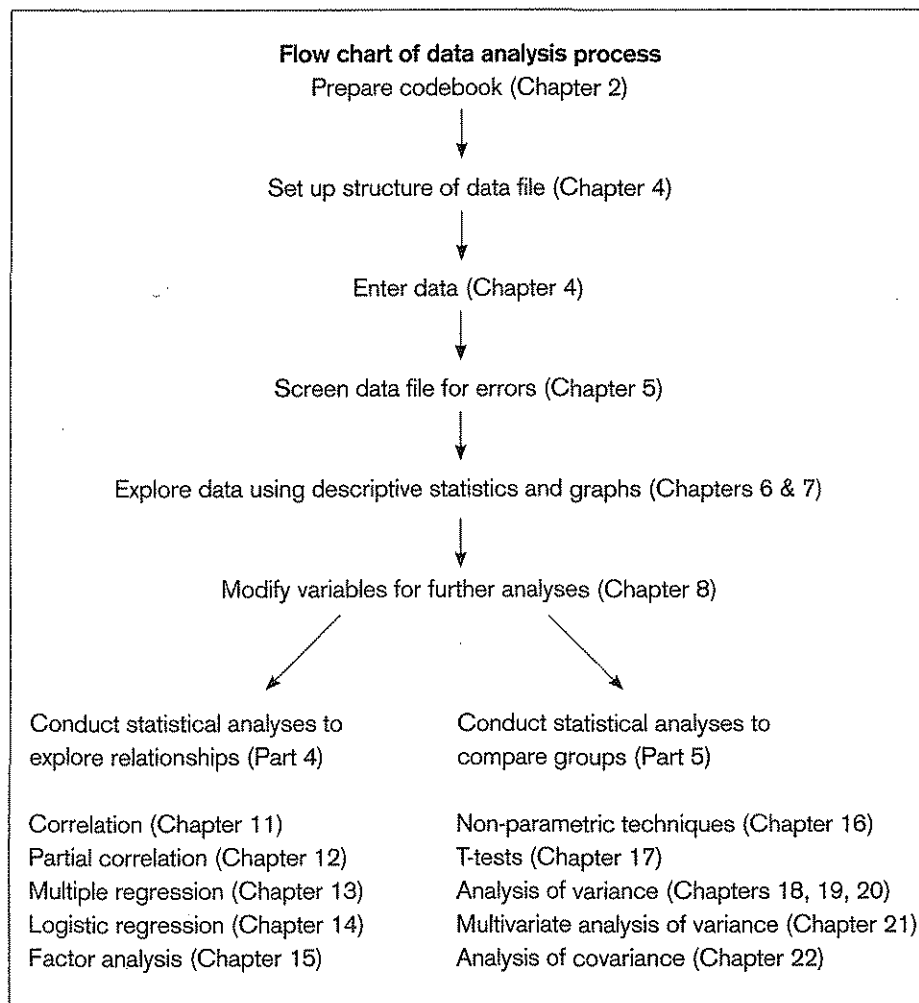 Flow chart of data analysis process
Prepare codebook (Chapter 2)
Set up structure of data file (Chapter 4)
Enter data (Chapter 4)
Screen data file for errors (Chapter 5)
Explore data using descriptive statistics and graphs (Chapters 6 & 7)
Modify variables for further analyses (Chapter 8)
Conduct statistical analyses to
explore relationships (Part 4)
Correlation (Chapter 11)
Partial correlation (Chapter 12)
Multiple regression (Chapter 13)
Logistic regression (Chapter 14)
Factor analysis (Chapter 15)
Conduct statistical analyses to
compare groups (Part 5)
Non-parametric techniques (Chapter 16)
T-tests (Chapter 17)
Analysis of variance (Chapters 18, 19, 20)
Multivariate analysis of variance (Chapter 21)
Analysis of covariance (Chapter 22)